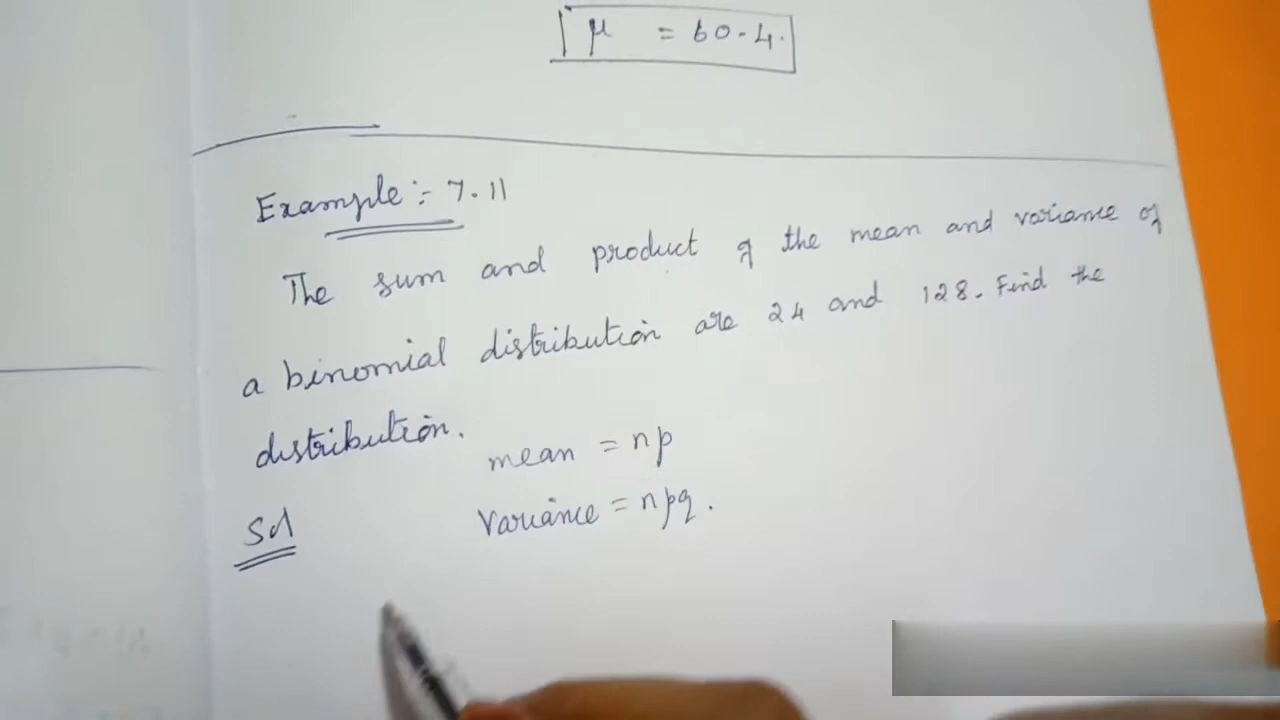 μ = 60.4.
Example:- 7.11
The sum and product of the mean and variance of
a binomial distribution are 24 and 128. Find the
distribution.
mean = np
Sol
Variance = npq.